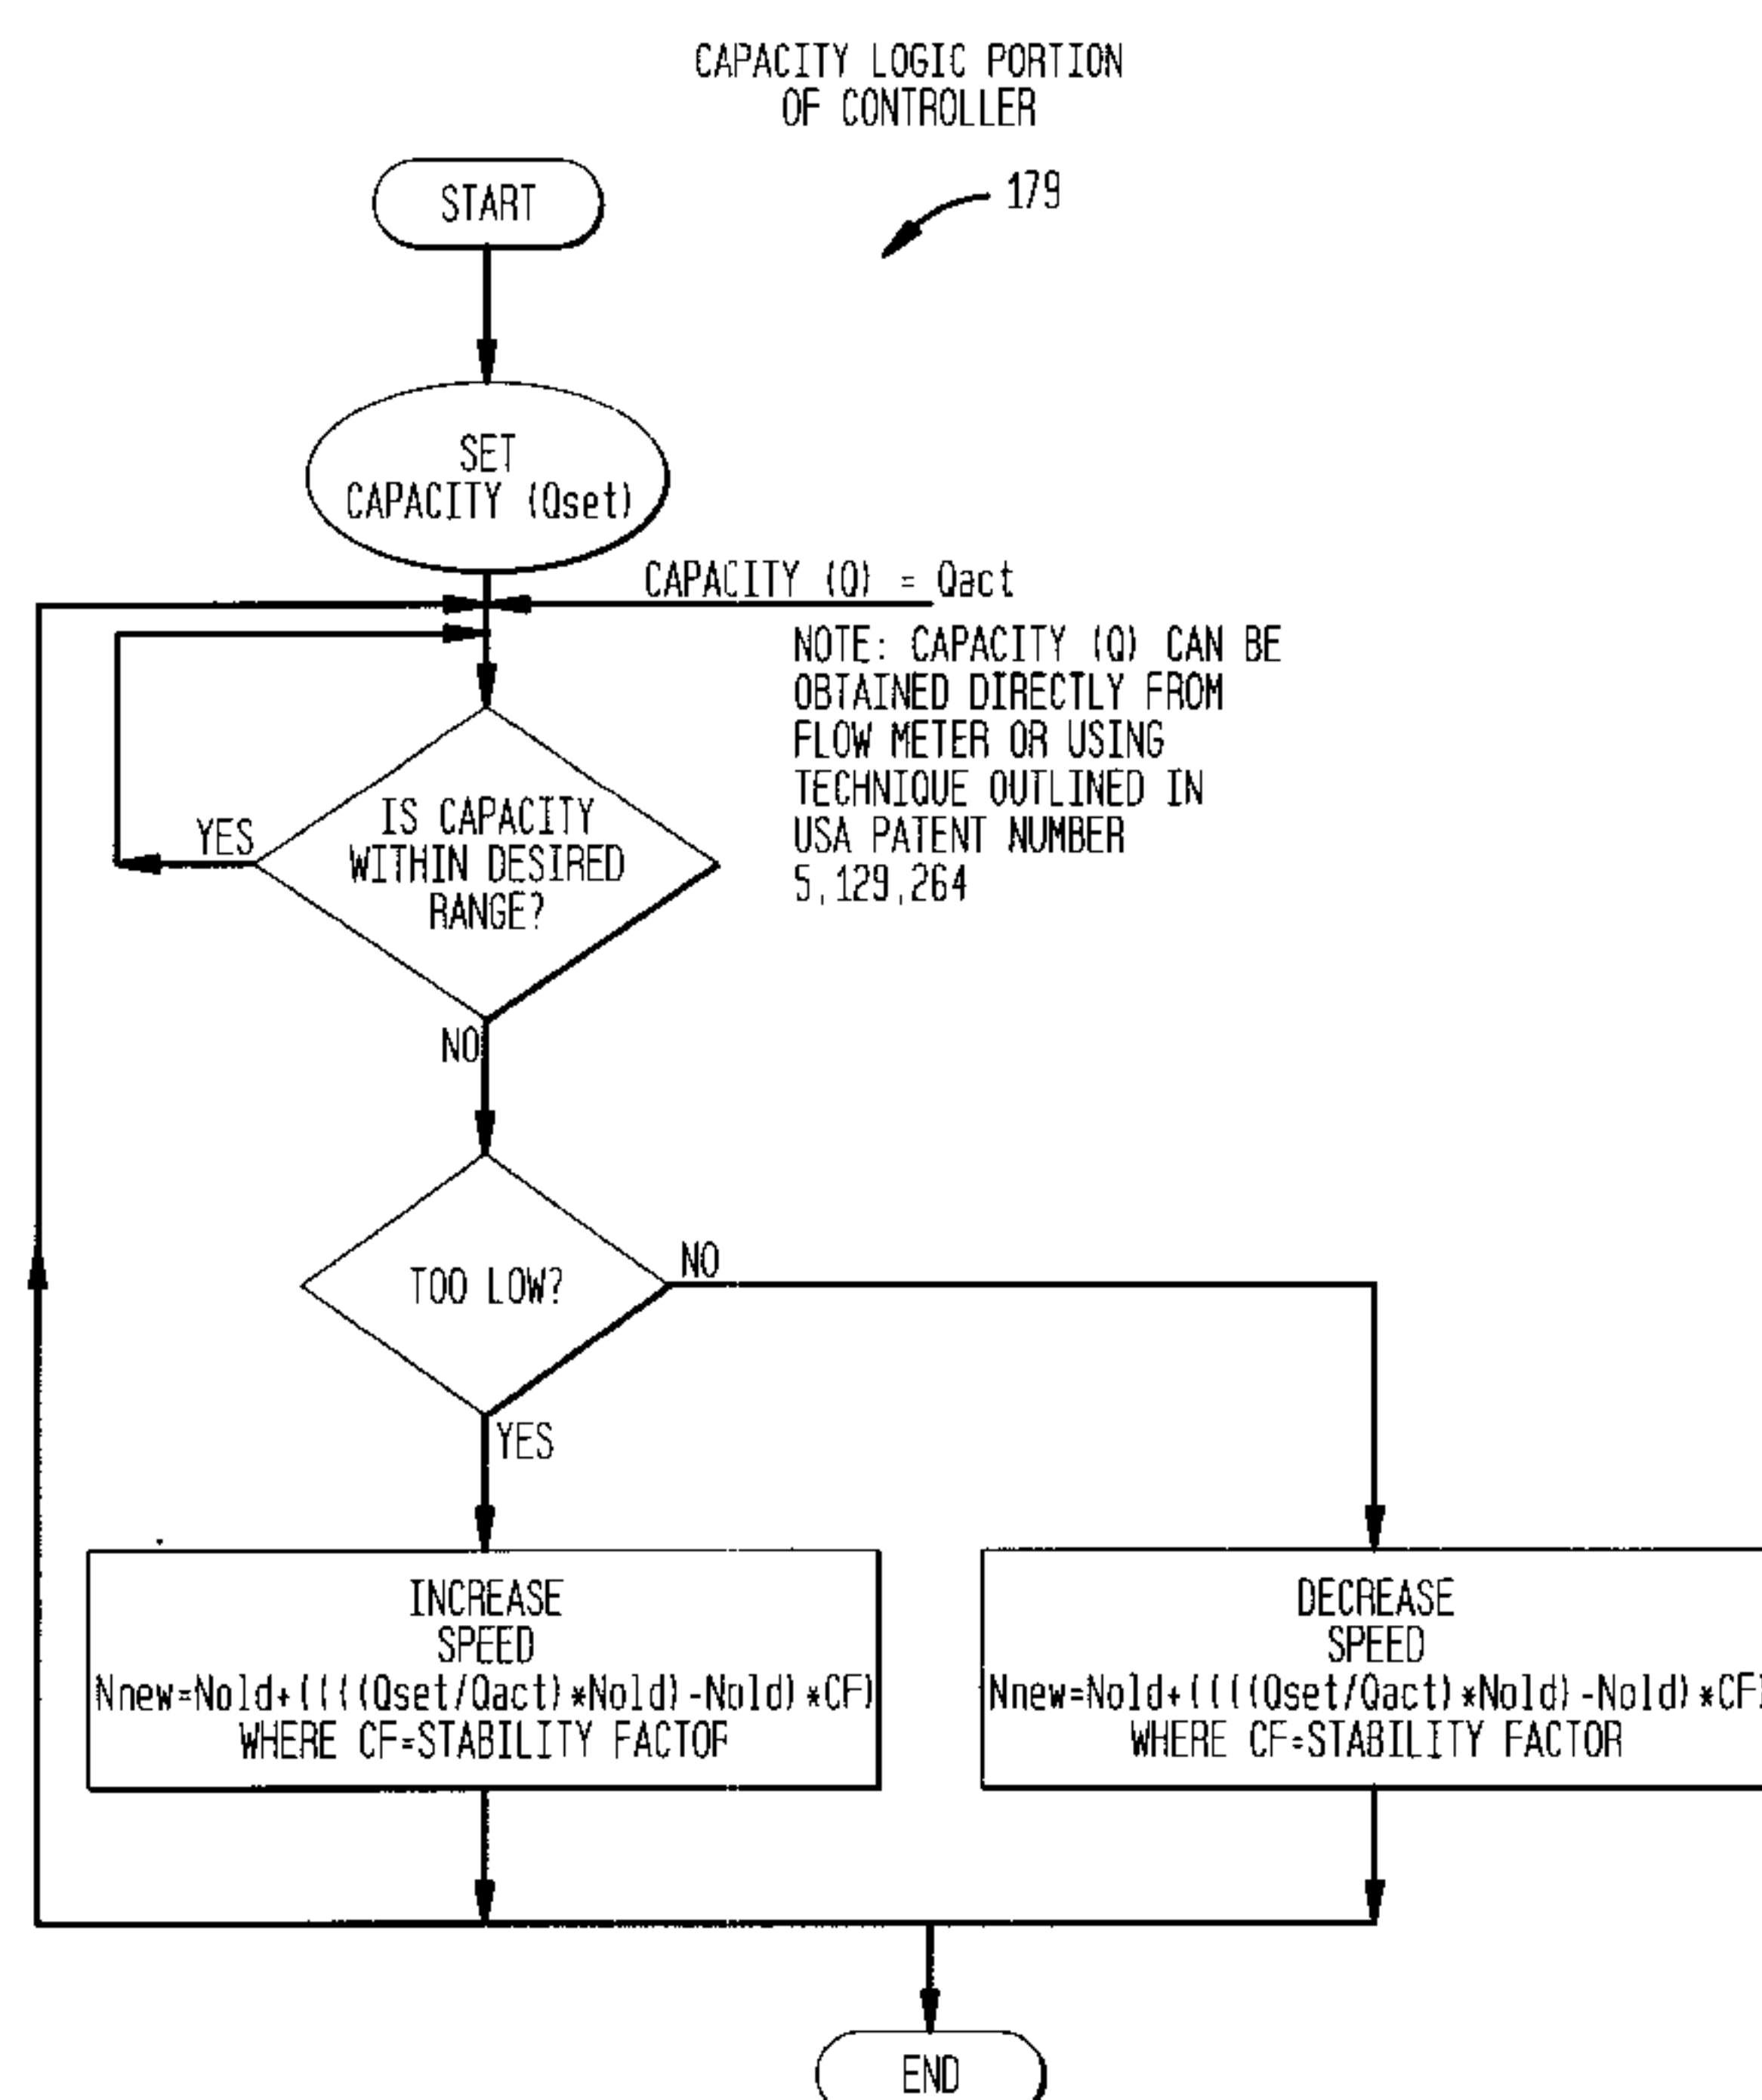 CAPACITY LOGIC PORTION
OF CONTROLLER
179
START
SET
CAPACITY (Qset)
CAPACITY (Q) = Qact
NOTE: CAPACITY (Q) CAN BE
OBTAINED DIRECTLY FROM
FLOW METER OR USING
TECHNIQUE OUTLINED IN
USA PATENT NUMBER
5,129,264
IS CAPACITY
WITHIN DESIRED
RANGE?
YES
NO
TOO LOW?
NO
YES
INCREASE
SPEED
Nnew=Nold+((((Qset/Qact)*Nold)-Nold)*CF)
WHERE CF=STABILITY FACTOR
DECREASE
SPEED
Nnew=Nold+((((Qset/Qact)*Nold)-Nold)*CF)
WHERE CF=STABILITY FACTOR
END